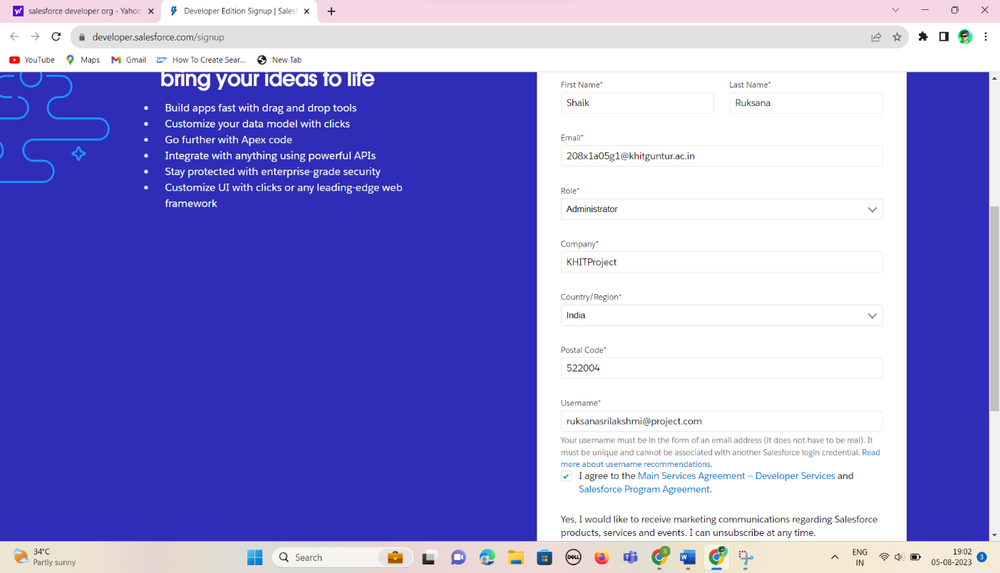 salesforce developer org - Yahoo
Developer Edition Signup | Salesf
developer.salesforce.com/signup
YouTube
Maps
Gmail
How To Create Sear...
New Tab
bring your ideas to life
• Build apps fast with drag and drop tools
• Customize your data model with clicks
• Go further with Apex code
• Integrate with anything using powerful APIs
• Stay protected with enterprise-grade security
• Customize UI with clicks or any leading-edge web
framework
First Name* Last Name*
Shaik Ruksana
Email*
208x1a05g1@khitguntur.ac.in
Role*
Administrator
Company*
KHITProject
Country/Region*
India
Postal Code*
522004
Username*
ruksanasrilakshmi@project.com
Your username must be in the form of an email address (it does not have to be real). It
must be unique and cannot be associated with another Salesforce login credential. Read
more about username recommendations.
I agree to the Main Services Agreement – Developer Services and
Salesforce Program Agreement.
Yes, I would like to receive marketing communications regarding Salesforce
products, services and events. I can unsubscribe at any time.
34°C
Partly sunny
Search
DELL
S
ENG
IN
19:02
05-08-2023
3